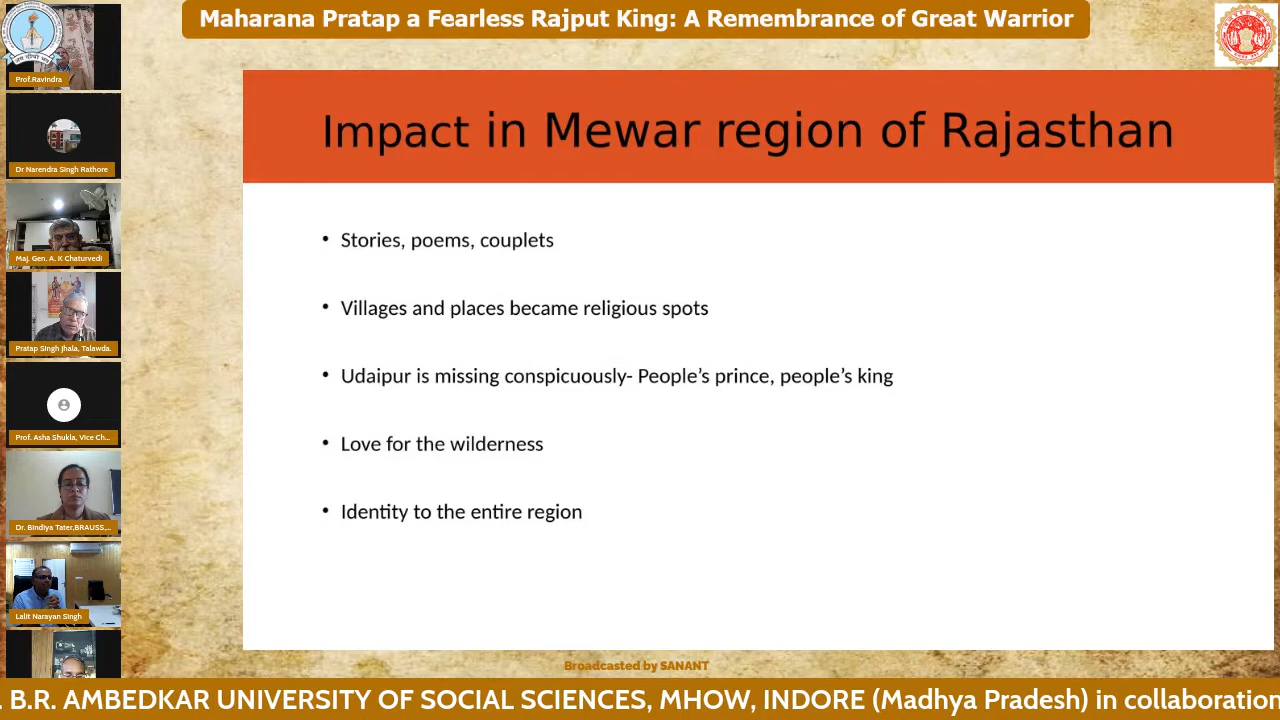 Maharana Pratap a Fearless Rajput King: A Remembrance of Great Warrior
Prof.Ravindra
Dr Narendra Singh Rathore
Maj. Gen. A. K Chaturvedi
Pratap Singh Jhala, Talawda.
Prof. Asha Shukla, Vice Ch...
Dr. Bindiya Tater,BRAUSS,...
Lalit Narayan Singh
Impact in Mewar region of Rajasthan
• Stories, poems, couplets
• Villages and places became religious spots
• Udaipur is missing conspicuously- People’s prince, people’s king
• Love for the wilderness
• Identity to the entire region
Broadcasted by SANANT
. B.R. AMBEDKAR UNIVERSITY OF SOCIAL SCIENCES, MHOW, INDORE (Madhya Pradesh) in collaboration